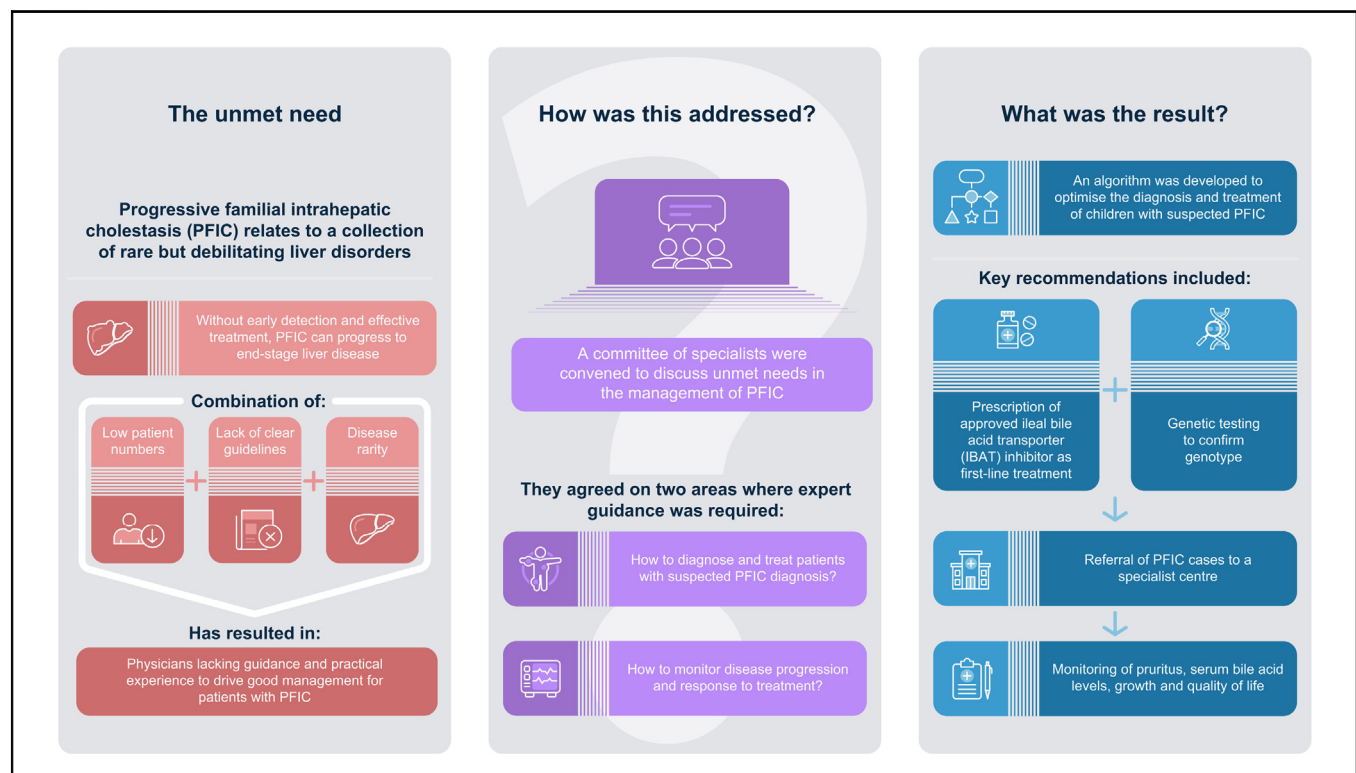 The unmet need
Progressive familial intrahepatic
cholestasis (PFIC) relates to a collection
of rare but debilitating liver disorders
Without early detection and effective
treatment, PFIC can progress to
end-stage liver disease
Combination of:
Low patient
numbers
+
Lack of clear
guidelines
+
Disease
rarity
Has resulted in:
Physicians lacking guidance and practical
experience to drive good management for
patients with PFIC
How was this addressed?
A committee of specialists were
convened to discuss unmet needs in
the management of PFIC
They agreed on two areas where expert
guidance was required:
How to diagnose and treat patients
with suspected PFIC diagnosis?
How to monitor disease progression
and response to treatment?
What was the result?
An algorithm was developed to
optimise the diagnosis and treatment
of children with suspected PFIC
Key recommendations included:
Prescription of
approved ileal bile
acid transporter
(IBAT) inhibitor as
first-line treatment
+
Genetic testing
to confirm
genotype
Referral of PFIC cases to a
specialist centre
Monitoring of pruritus, serum bile acid
levels, growth and quality of life